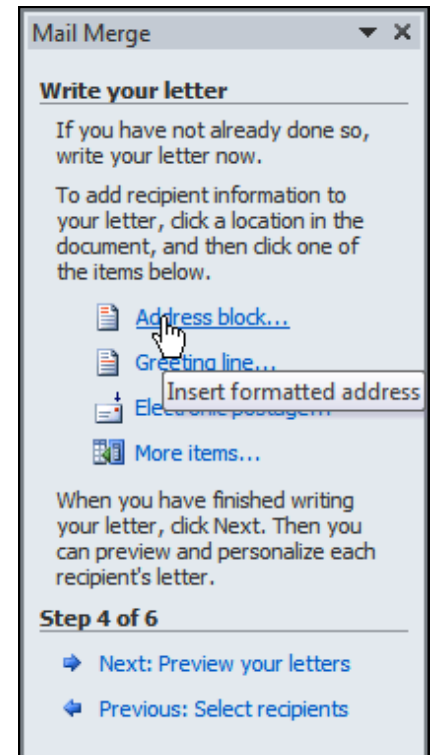 Mail Merge
Write your letter
If you have not already done so,
write your letter now.
To add recipient information to
your letter, click a location in the
document, and then click one of
the items below.
Address block...
Greeting line...
Insert formatted address
Electronic postage...
More items...
When you have finished writing
your letter, click Next. Then you
can preview and personalize each
recipient's letter.
Step 4 of 6
Next: Preview your letters
Previous: Select recipients